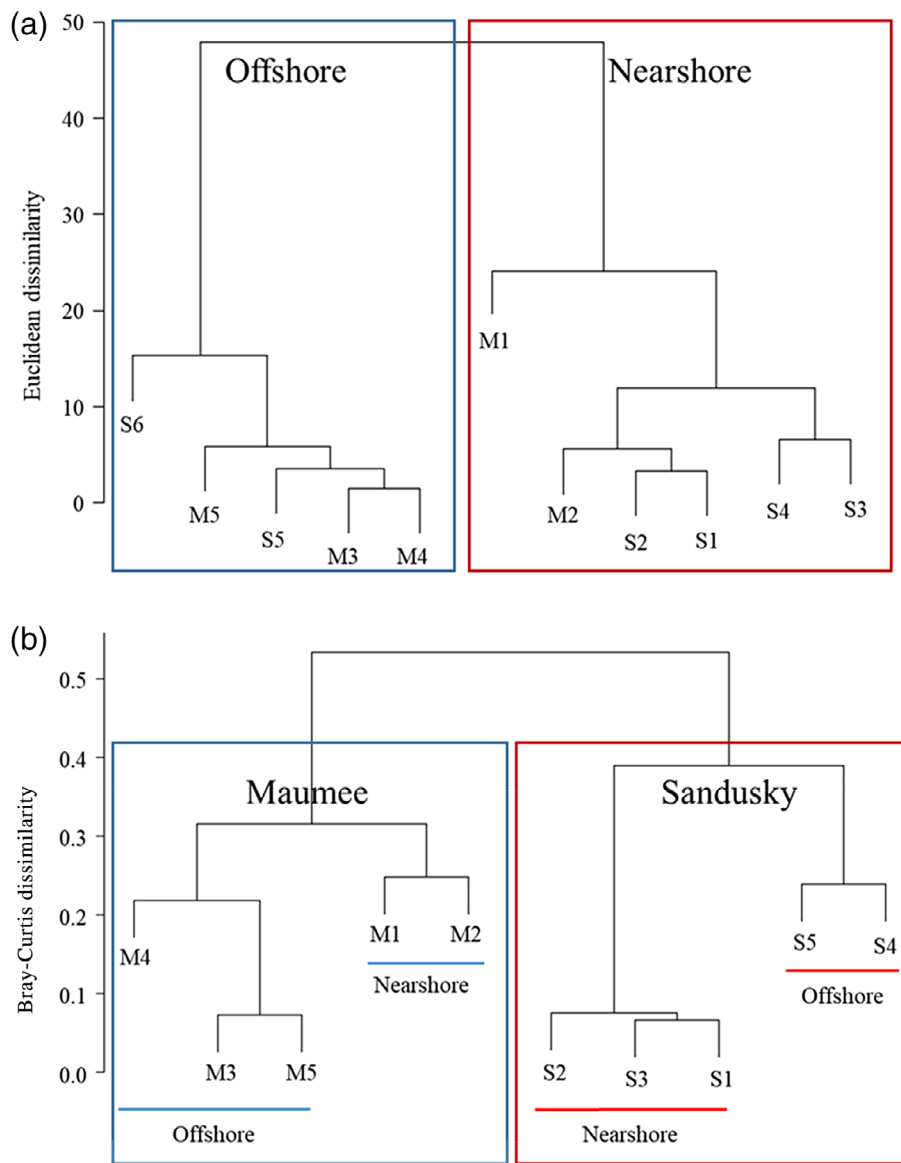 (a)
50
40
30
20
10
0
Euclidean dissimilarity
Offshore
Nearshore
M1
S6
M5
S5
M3
M4
M2
S2
S1
S4
S3
(b)
0.5
0.4
0.3
0.2
0.1
0.0
Bray-Curtis dissimilarity
Maumee
Sandusky
M4
M1
M2
Nearshore
M3
M5
Offshore
S5
S4
Offshore
S2
S3
S1
Nearshore